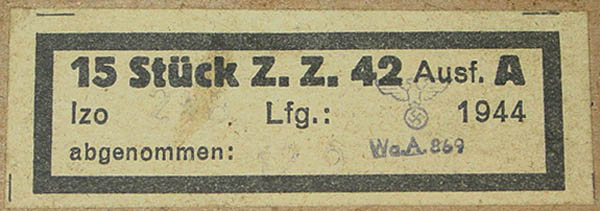 15 Stück Z. Z. 42 Ausf. A
Izo Lfg.: 1944
abgenommen: WaA 869